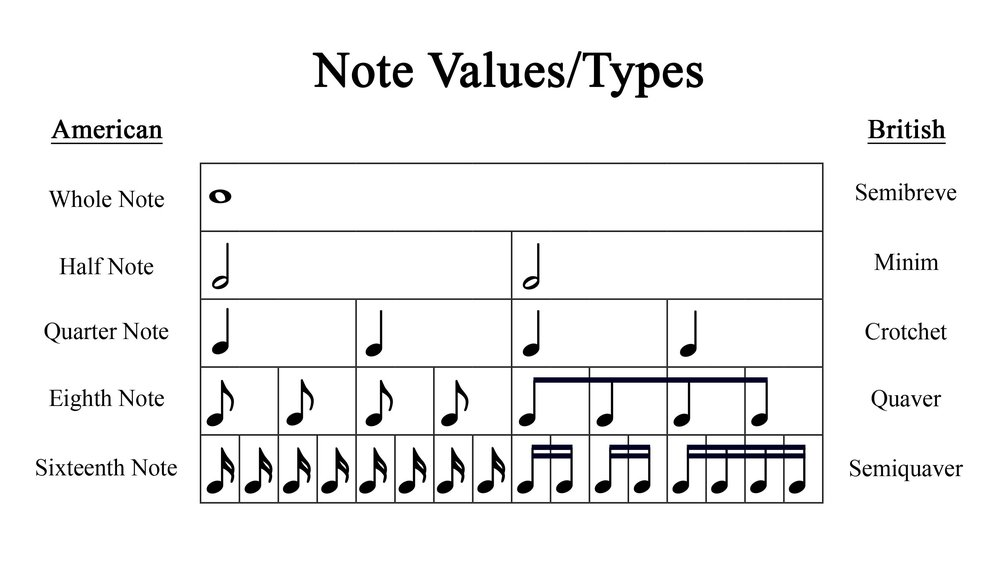 Note Values/Types
American
British
Whole Note
Semibreve
Half Note
Minim
Quarter Note
Crotchet
Eighth Note
Quaver
Sixteenth Note
Semiquaver